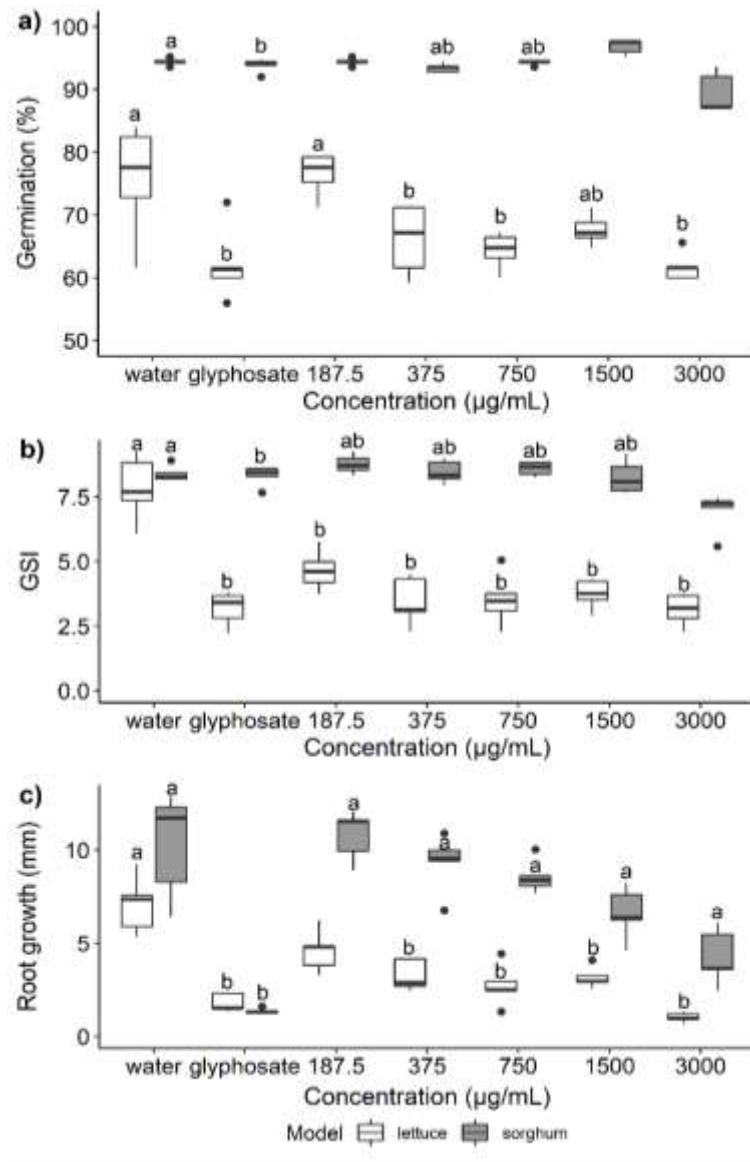 a)
100
a
b
ab
ab
90
a
80
a
ab
70
b
b
b
b
60
50
Germination (%)
water glyphosate 187.5 375 750 1500 3000
Concentration (µg/mL)
b)
a a b ab ab ab ab
7.5
5.0
b b b b b b
2.5
0.0
GSI
water glyphosate 187.5 375 750 1500 3000
Concentration (µg/mL)
c)
a a a a a a
10
a
5
b b b b b b
0
Root growth (mm)
water glyphosate 187.5 375 750 1500 3000
Concentration (µg/mL)
Model lettuce sorghum